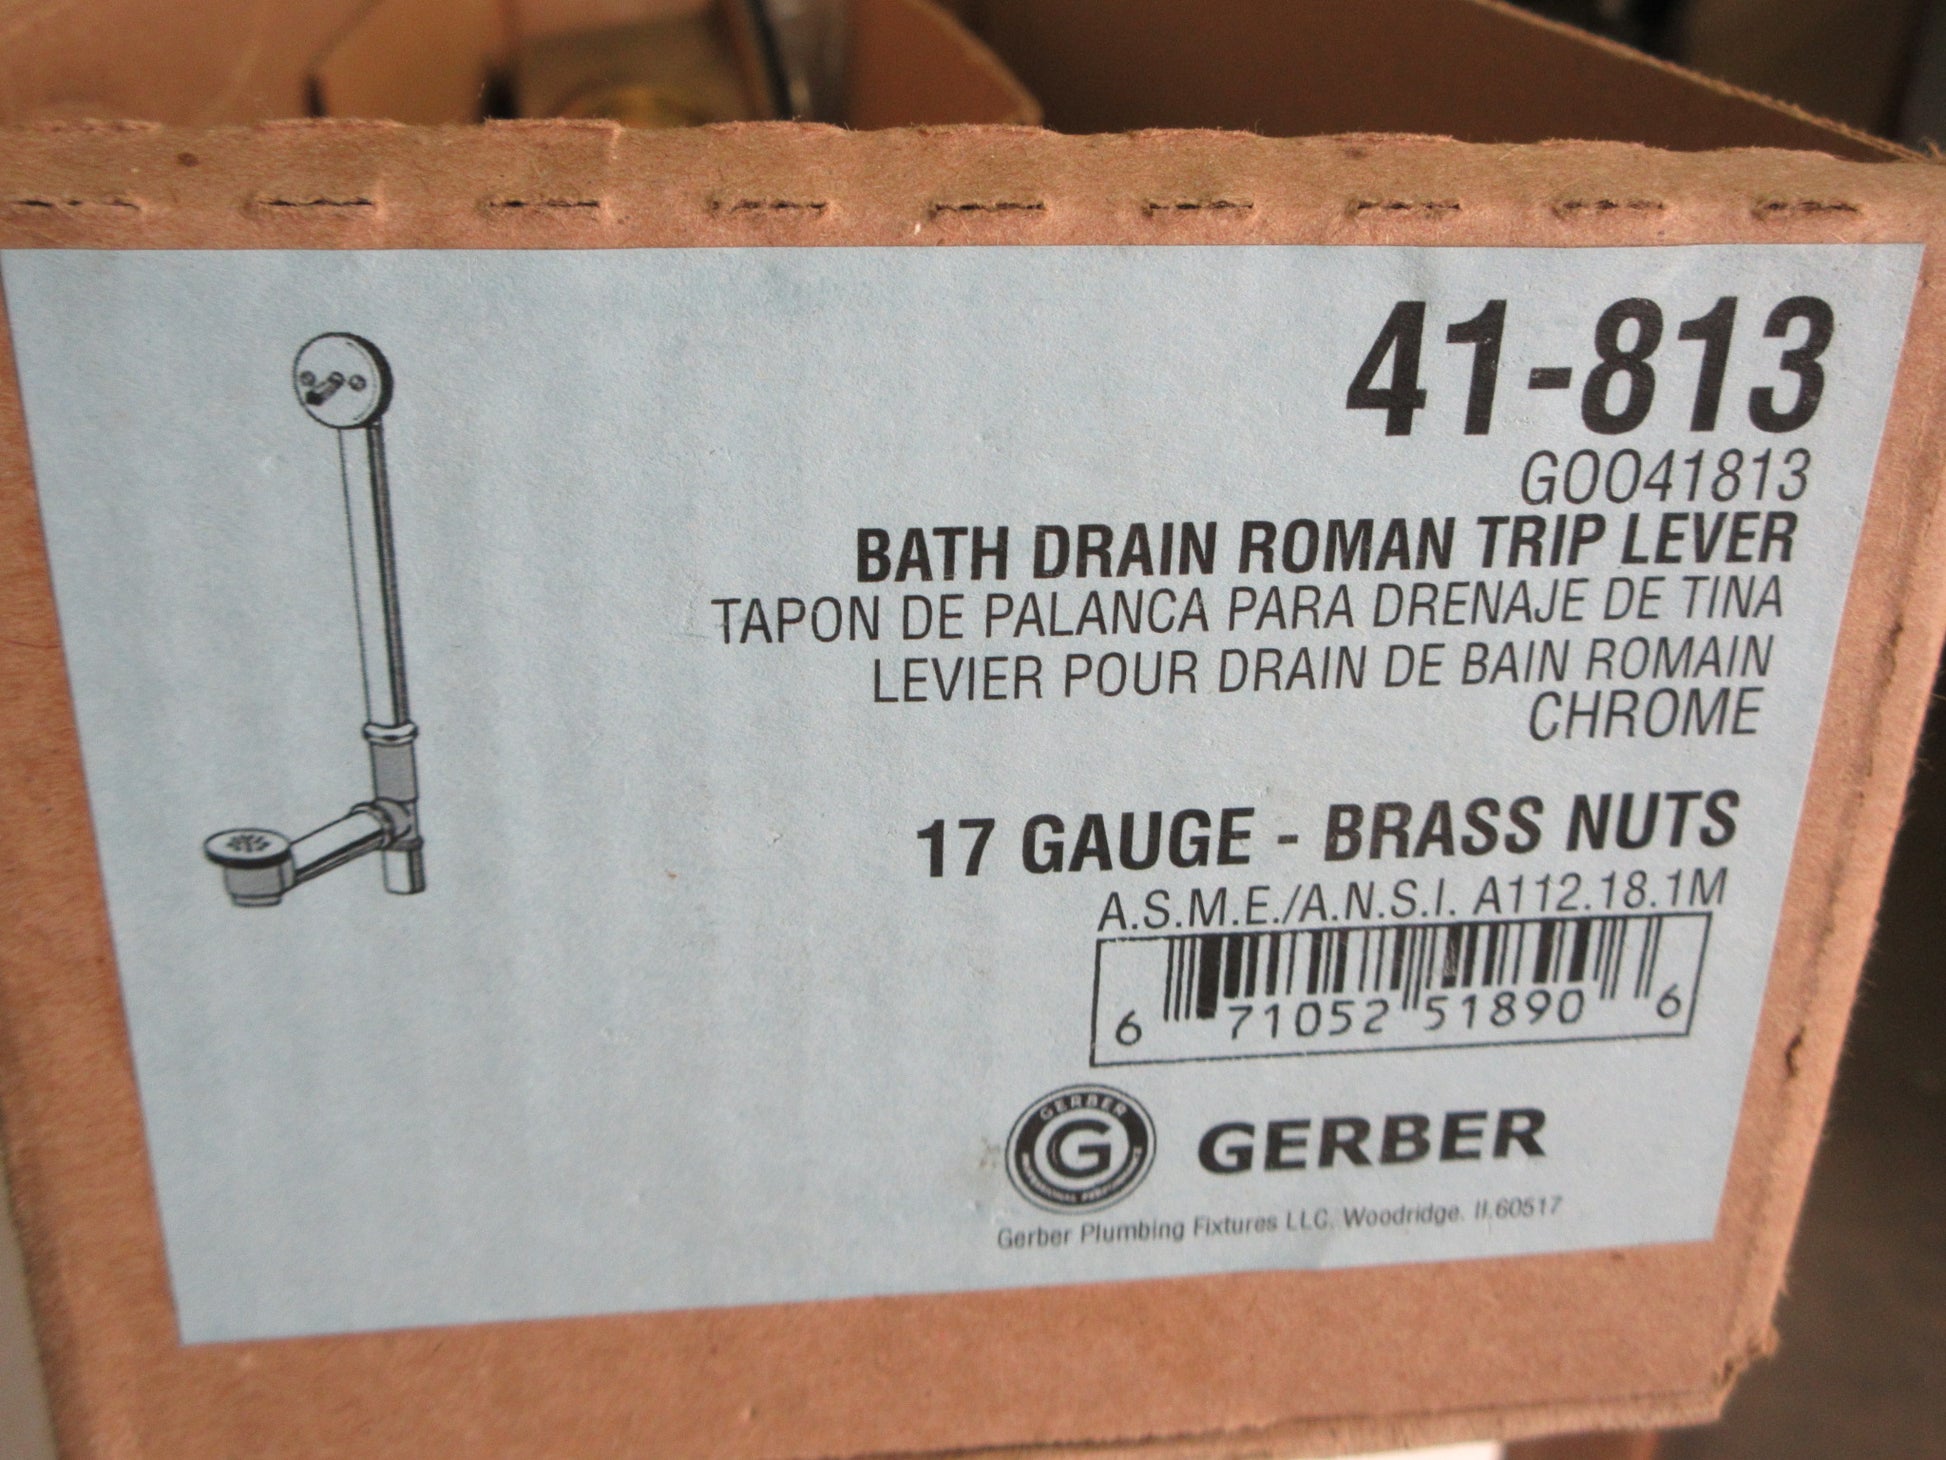 41-813
G0041813
BATH DRAIN ROMAN TRIP LEVER
TAPON DE PALANCA PARA DRENAJE DE TINA
LEVIER POUR DRAIN DE BAIN ROMAIN
CHROME
17 GAUGE - BRASS NUTS
A.S.M.E./A.N.S.I. A112.18.1M
6 71052 51890 6
GERBER
G
GERBER
Gerber Plumbing Fixtures LLC. Woodridge. Il.60517